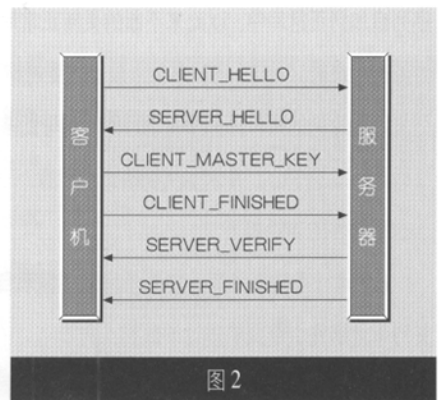 CLIENT_HELLO
SERVER_HELLO
CLIENT_MASTER_KEY
CLIENT_FINISHED
SERVER_VERIFY
SERVER_FINISHED
客户机
服务器
图 2